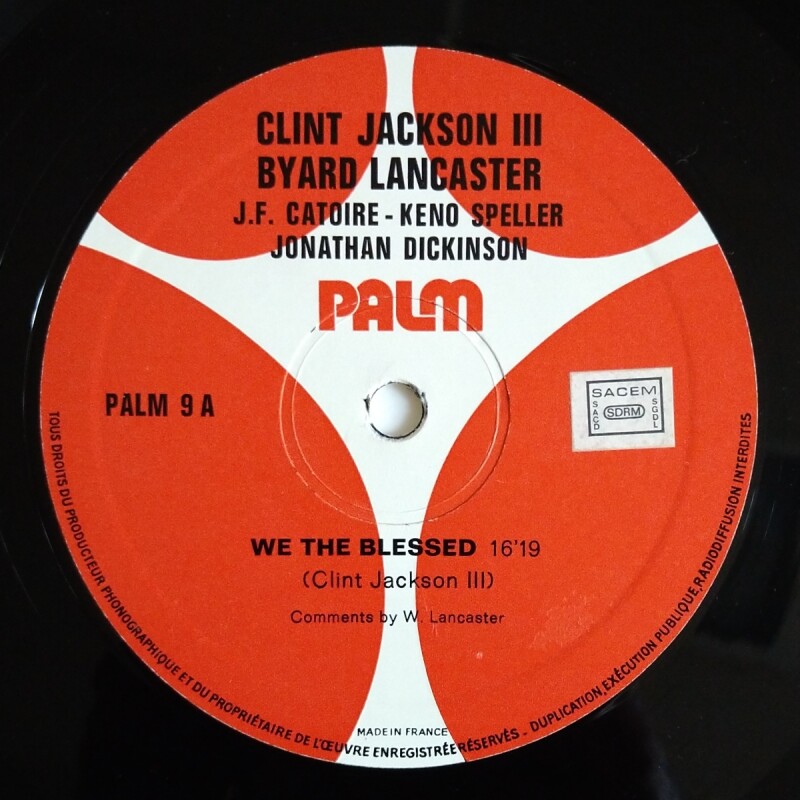 CLINT JACKSON III
BYARD LANCASTER
J.F. CATOIRE - KENO SPELLER
JONATHAN DICKINSON
PALM
PALM 9 A
SACEM
SACD
SDRM
SGDL
WE THE BLESSED 16'19
(Clint Jackson III)
Comments by W. Lancaster
MADE IN FRANCE
TOUS DROITS DU PRODUCTEUR PHONOGRAPHIQUE ET DU PROPRIÉTAIRE DE L'ŒUVRE ENREGISTRÉE RÉSERVÉS - DUPLICATION, EXÉCUTION PUBLIQUE, RADIODIFFUSION INTERDITES